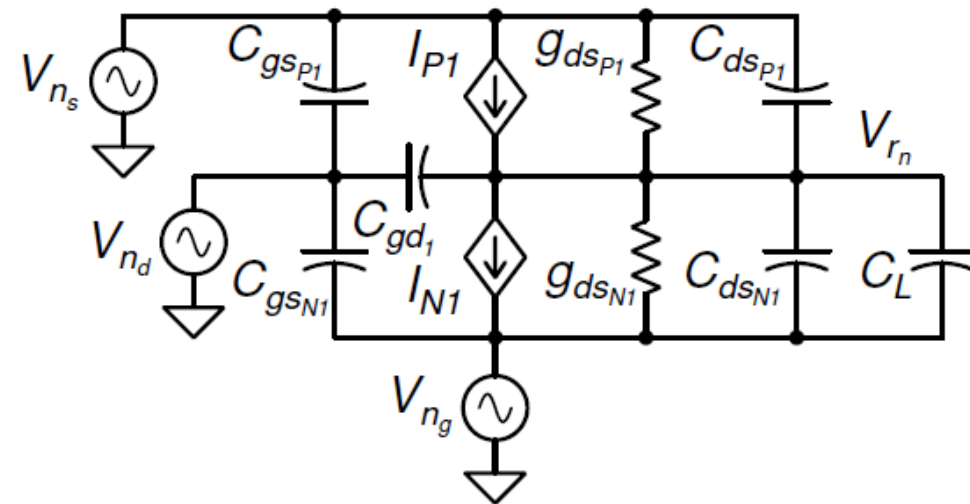 V_{n_s}
C_{gs_{P1}}
I_{P1}
g_{ds_{P1}}
C_{ds_{P1}}
V_{r_n}
V_{n_d}
C_{gd_1}
C_{gs_{N1}}
I_{N1}
g_{ds_{N1}}
C_{ds_{N1}}
C_L
V_{n_g}